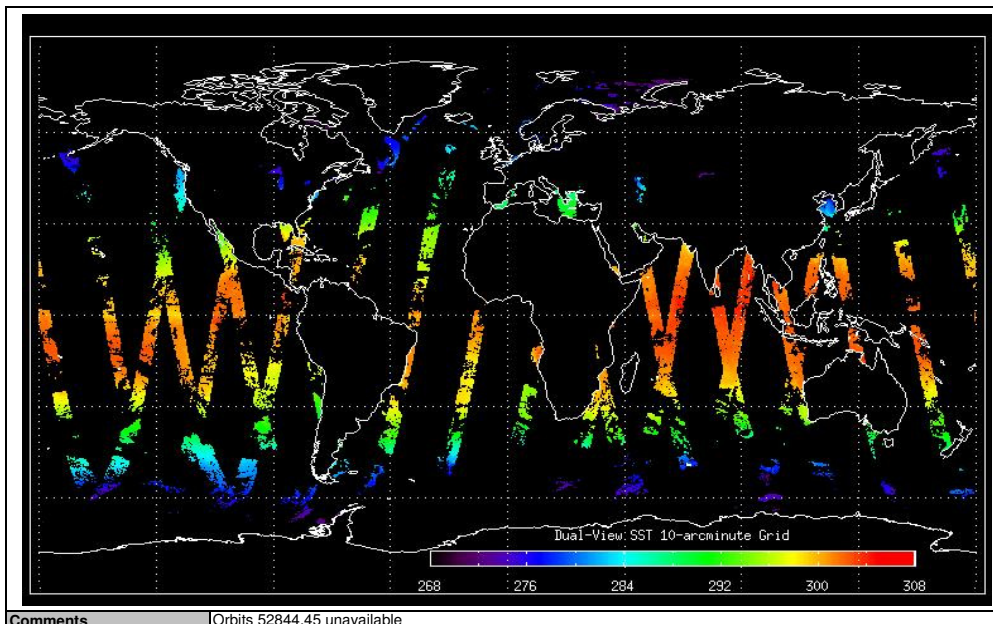 Dual-View SST 10-arcminute Grid
268 276 284 292 300 308
Comments Orbits 52844.45 unavailable